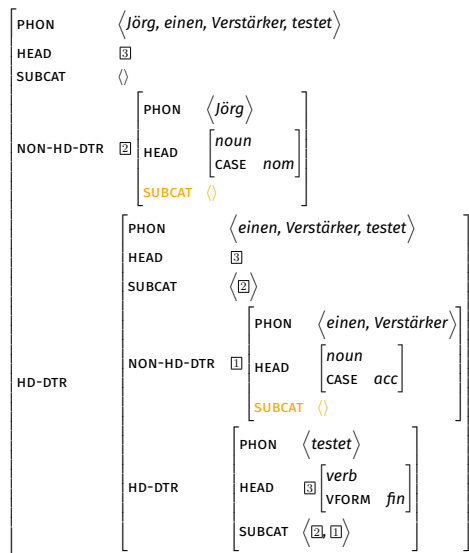 PHON ⟨Jörg, einen, Verstärker, testet⟩
HEAD 3
SUBCAT ⟨⟩
PHON ⟨Jörg⟩
NON-HD-DTR 2 HEAD noun
CASE nom
SUBCAT ⟨⟩
PHON ⟨einen, Verstärker, testet⟩
HEAD 3
SUBCAT ⟨2⟩
PHON ⟨einen, Verstärker⟩
NON-HD-DTR 1 HEAD noun
CASE acc
HD-DTR
SUBCAT ⟨⟩
PHON ⟨testet⟩
HD-DTR HEAD 3 verb
VFORM fin
SUBCAT ⟨2, 1⟩